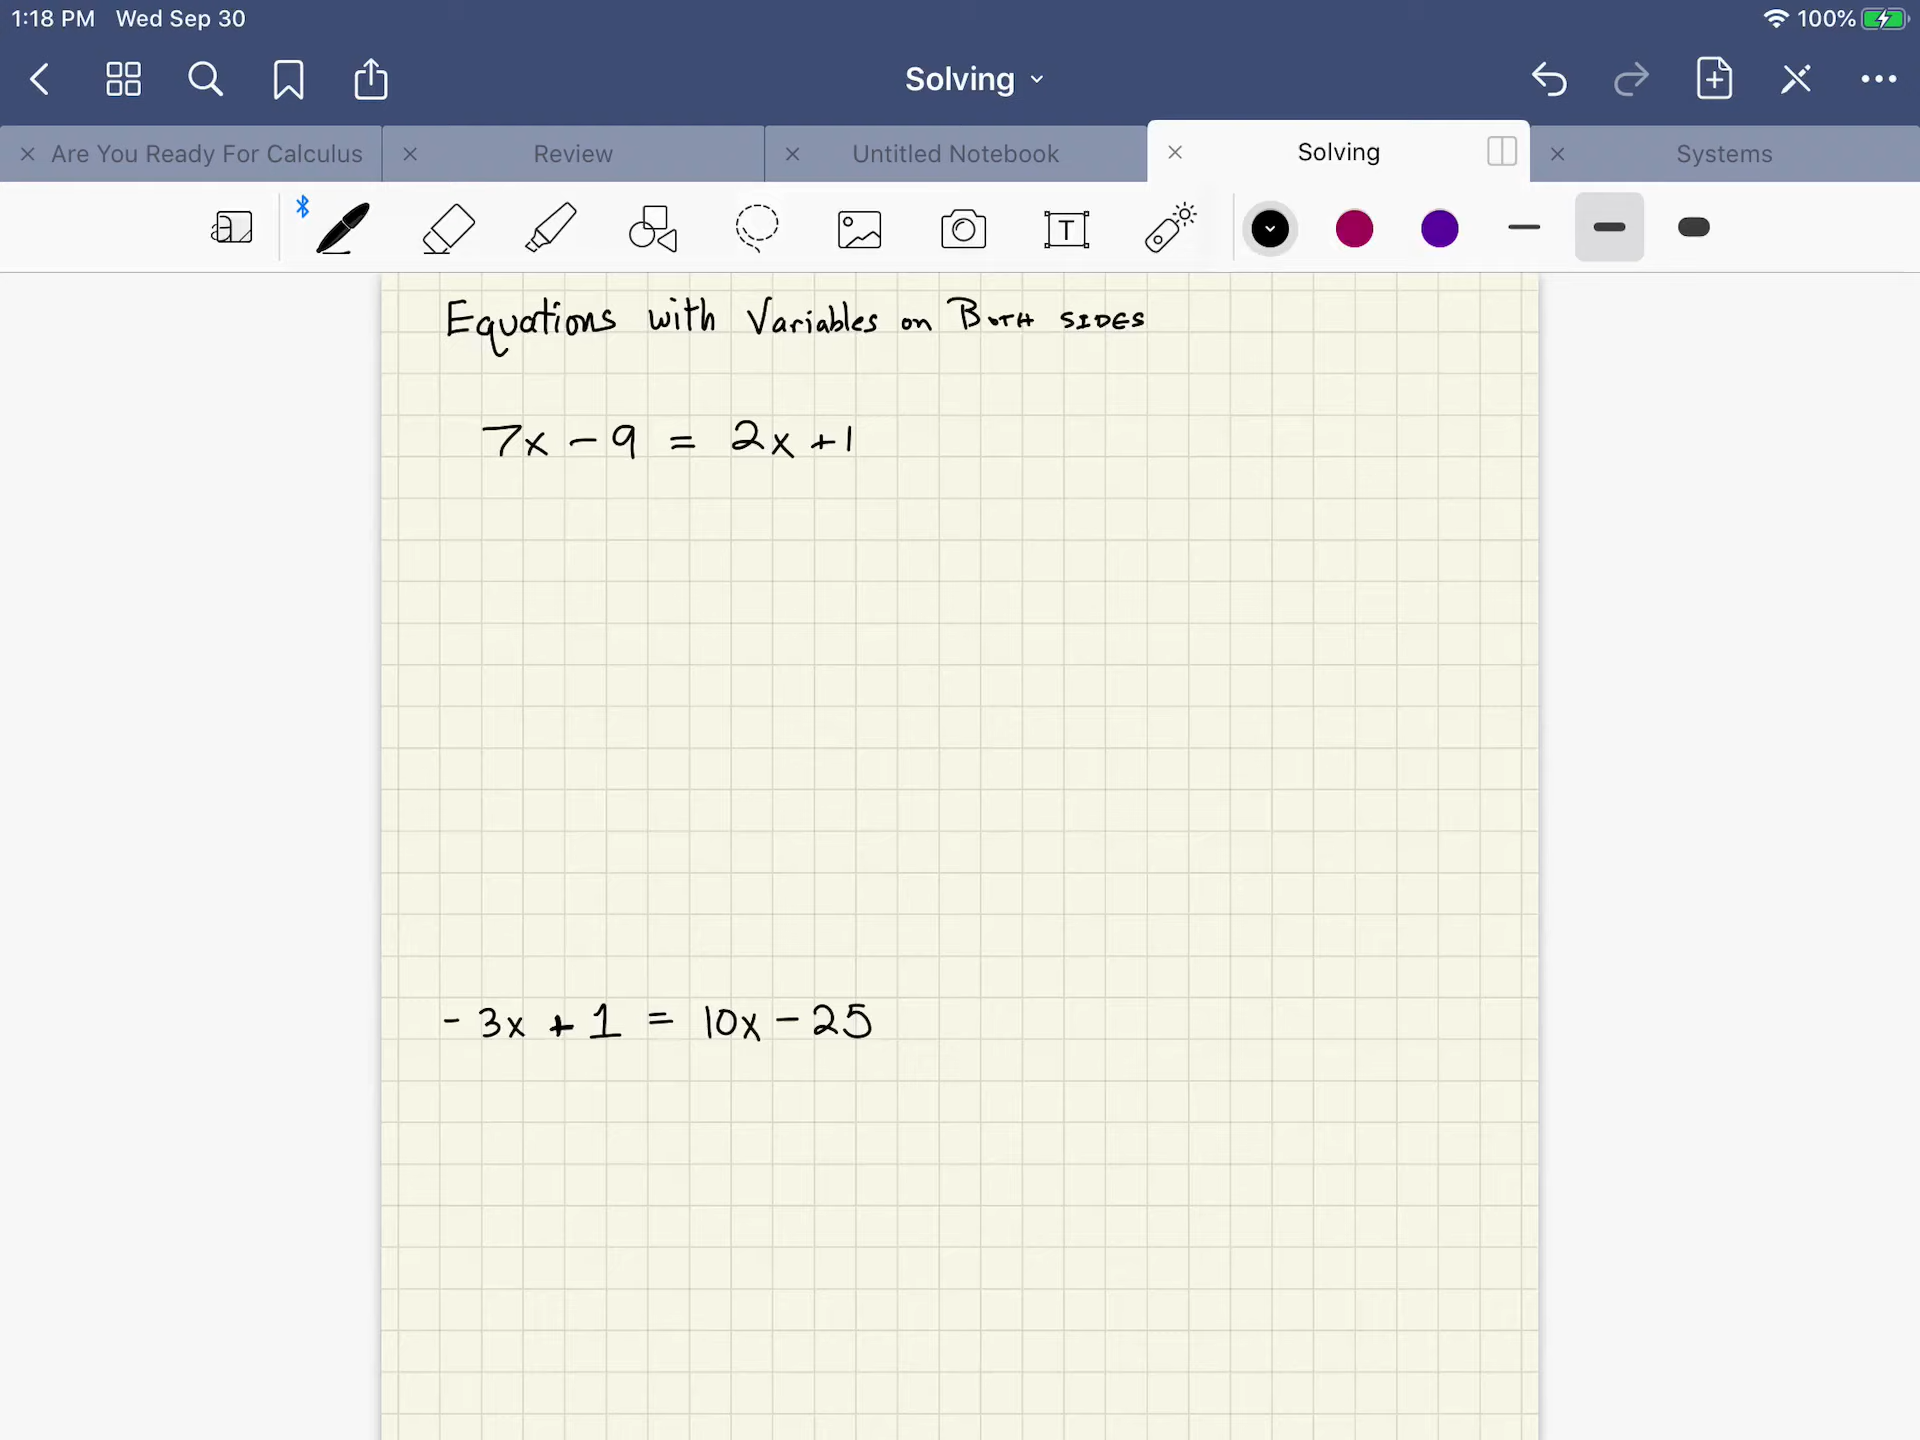 1:18 PM Wed Sep 30 100%
Solving
Are You Ready For Calculus Review Untitled Notebook Solving Systems
T
Equations with Variables on BOTH SIDES
7x - 9 = 2x + 1
- 3x + 1 = 10x - 25